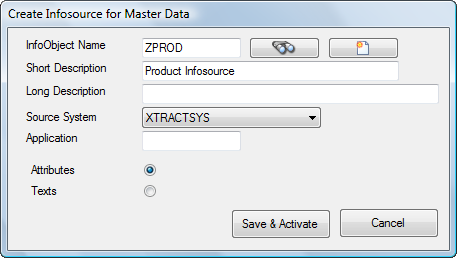 Create Infosource for Master Data
InfoObject Name ZPROD
Short Description Product Infosource
Long Description
Source System XTRACTSYS
Application
Attributes
Texts
Save & Activate Cancel